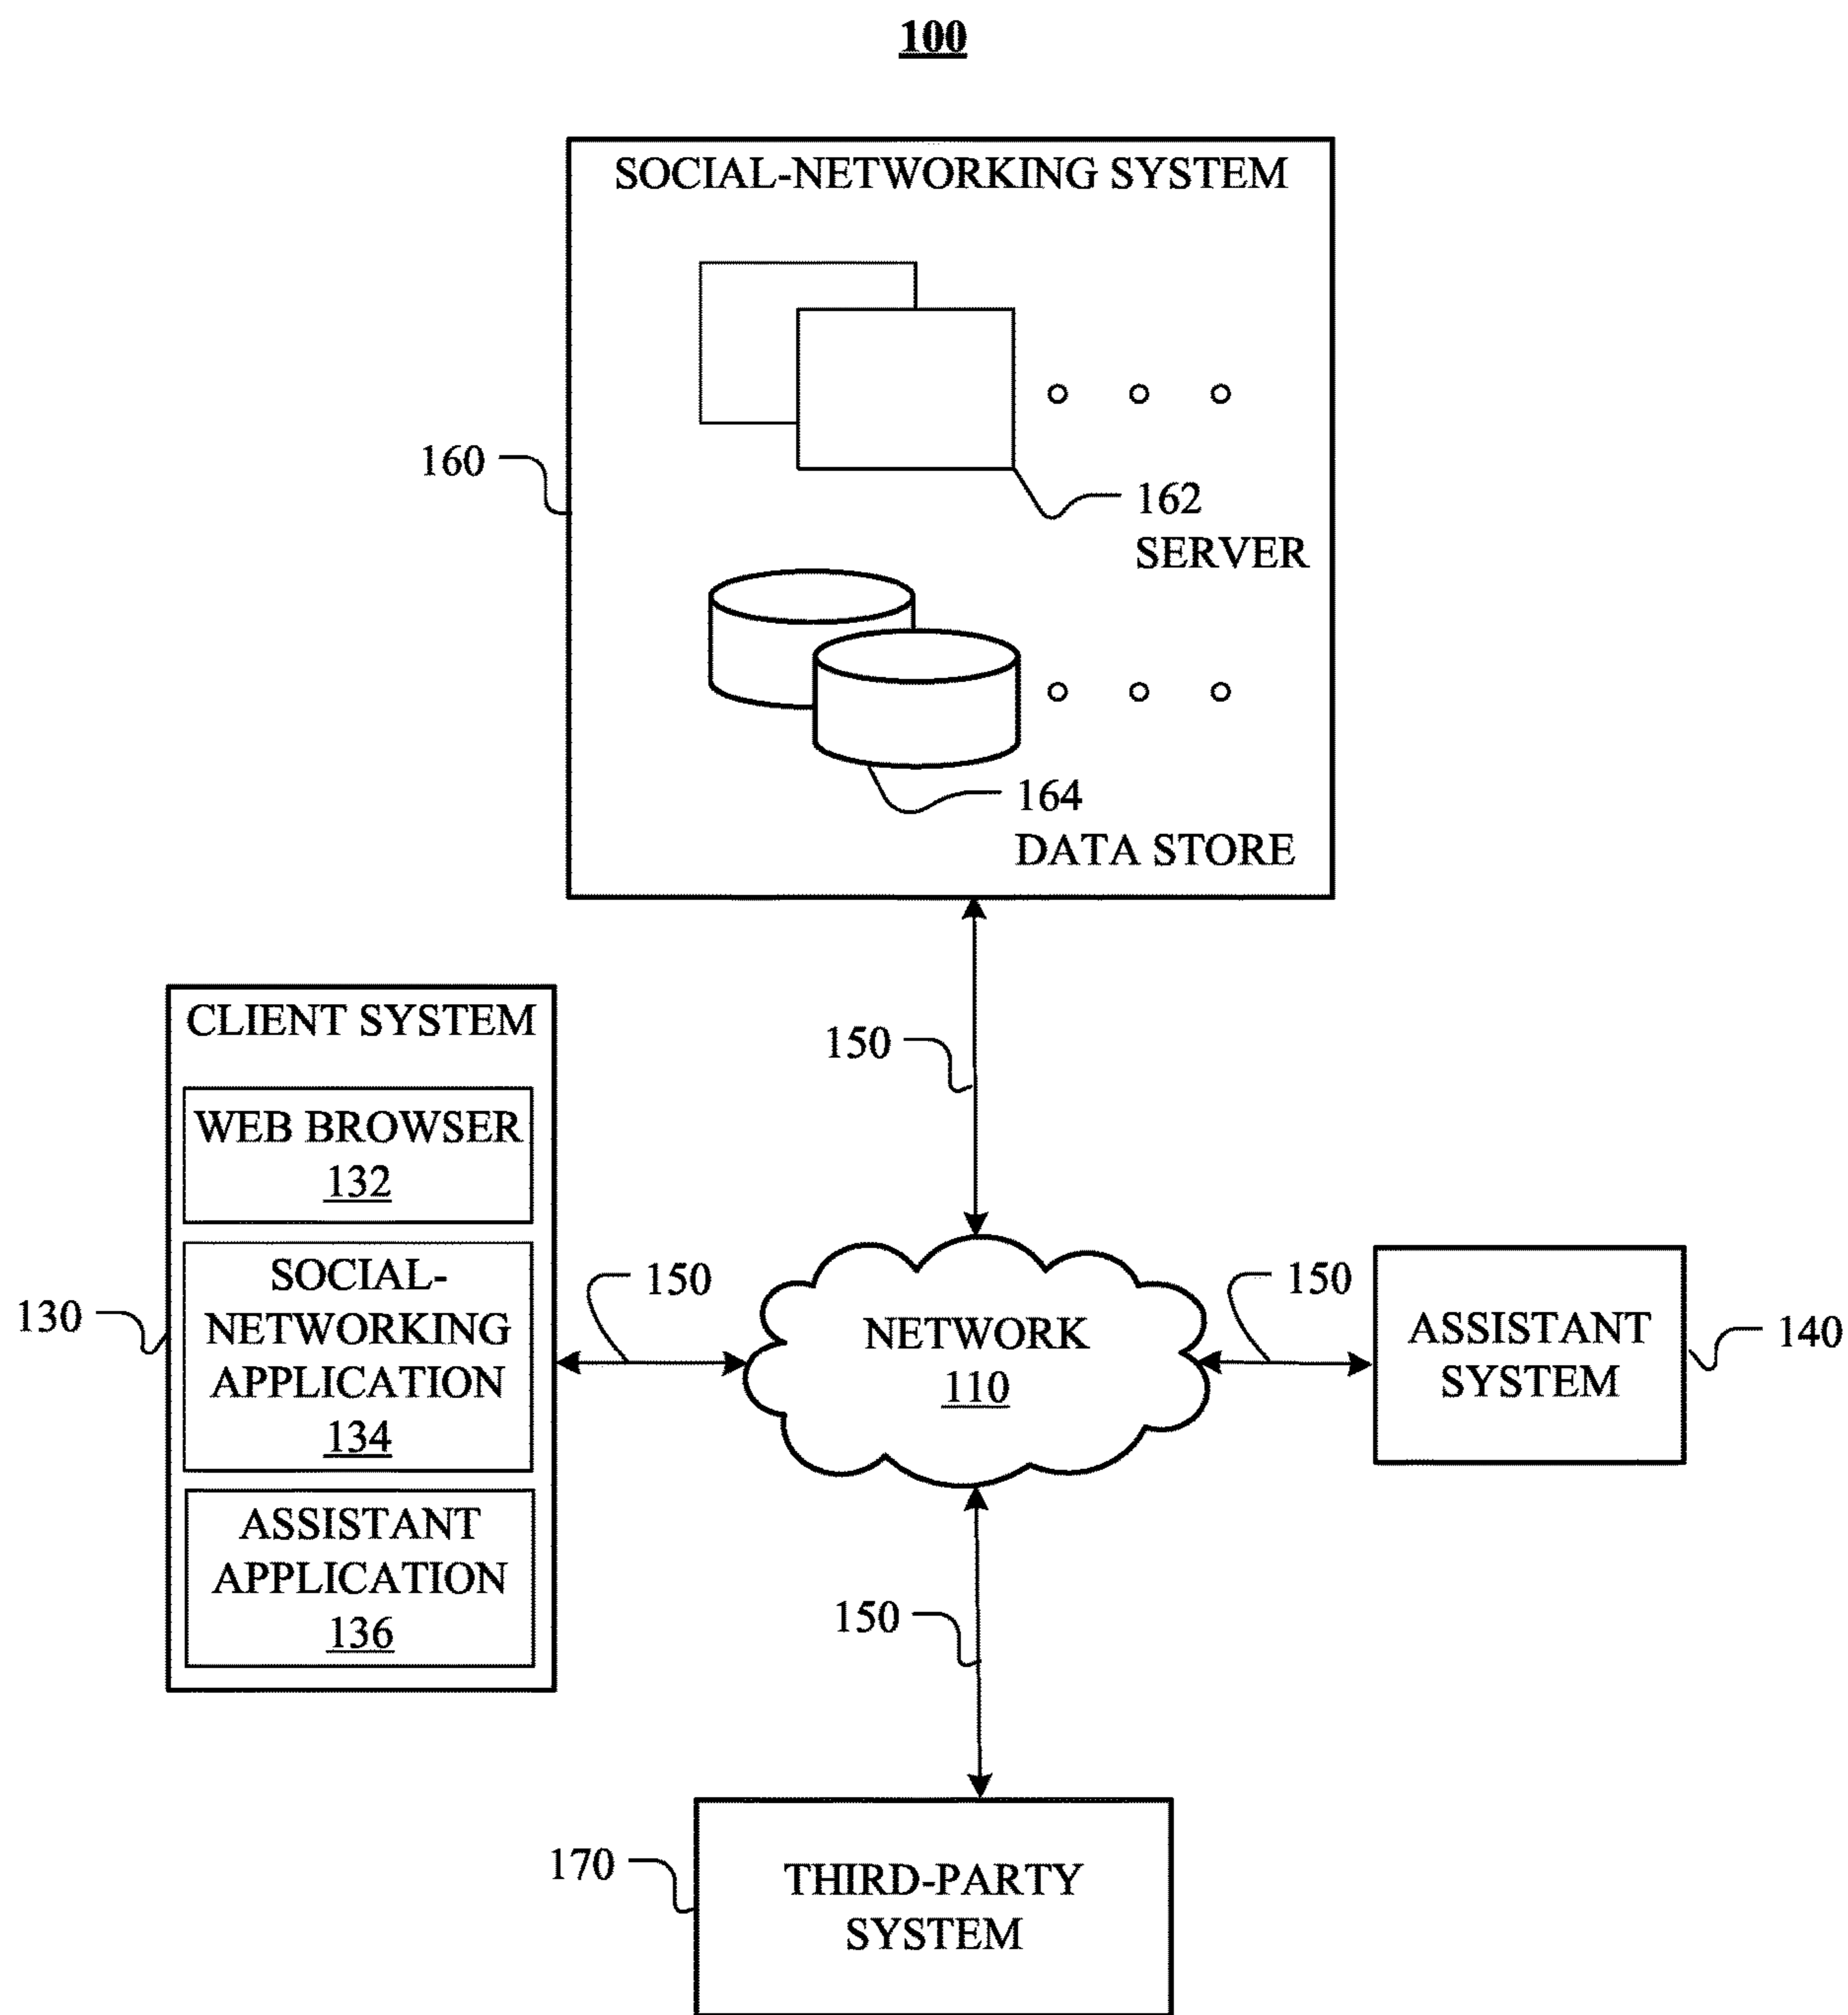 100
SOCIAL-NETWORKING SYSTEM
160
162
SERVER
164
DATA STORE
CLIENT SYSTEM
WEB BROWSER
132
SOCIAL-
NETWORKING
APPLICATION
134
ASSISTANT
APPLICATION
136
130
150
150
NETWORK
110
150
ASSISTANT
SYSTEM
140
150
170
THIRD-PARTY
SYSTEM